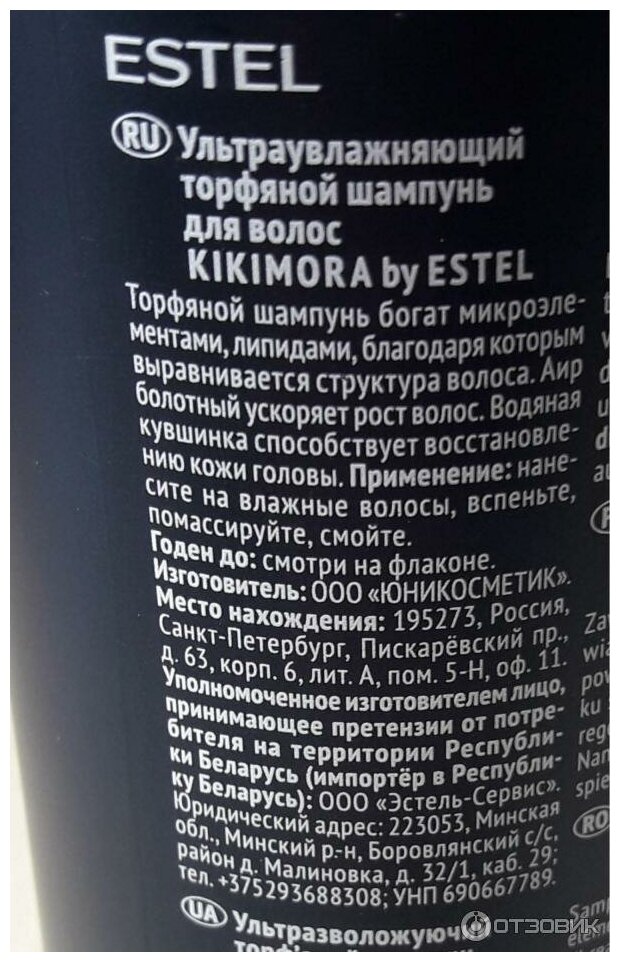 ESTEL
RU Ультраувлажняющий
торфяной шампунь
для волос
KIKIMORA by ESTEL
Торфяной шампунь богат микроэле-
ментами, липидами, благодаря которым
выравнивается структура волоса. Аир
болотный ускоряет рост волос. Водяная
кувшинка способствует восстановле-
нию кожи головы. Применение: нане-
сите на влажные волосы, вспеньте,
помассируйте, смойте.
Годен до: смотри на флаконе.
Изготовитель: ООО «ЮНИКОСМЕТИК».
Место нахождения: 195273, Россия,
Санкт-Петербург, Пискарёвский пр.,
д. 63, корп. 6, лит. А, пом. 5-Н, оф. 11.
Уполномоченное изготовителем лицо,
принимающее претензии от потре-
бителя на территории Республи-
ки Беларусь (импортёр в Республи-
ку Беларусь): ООО «Эстель-Сервис».
Юридический адрес: 223053, Минская
обл., Минский р-н, Боровлянский с/с,
район д. Малиновка, д. 32/1, каб. 29;
тел. +375293688308; УНП 690667789.
UA Ультразволожуючий
RO
ОТЗОВИК